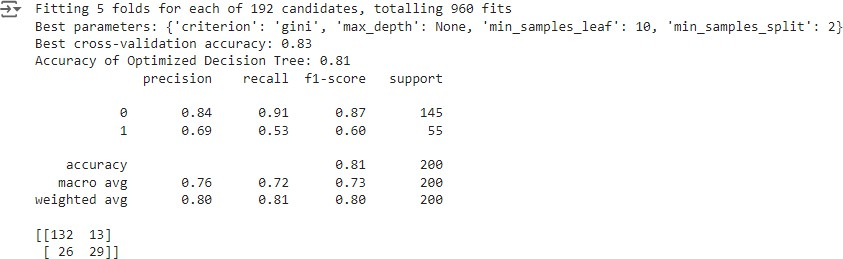 Fitting 5 folds for each of 192 candidates, totalling 960 fits
Best parameters: {'criterion': 'gini', 'max_depth': None, 'min_samples_leaf': 10, 'min_samples_split': 2}
Best cross-validation accuracy: 0.83
Accuracy of Optimized Decision Tree: 0.81
              precision    recall  f1-score   support

           0       0.84      0.91      0.87       145
           1       0.69      0.53      0.60        55

    accuracy                           0.81       200
   macro avg       0.76      0.72      0.73       200
weighted avg       0.80      0.81      0.80       200

[[132  13]
 [ 26  29]]